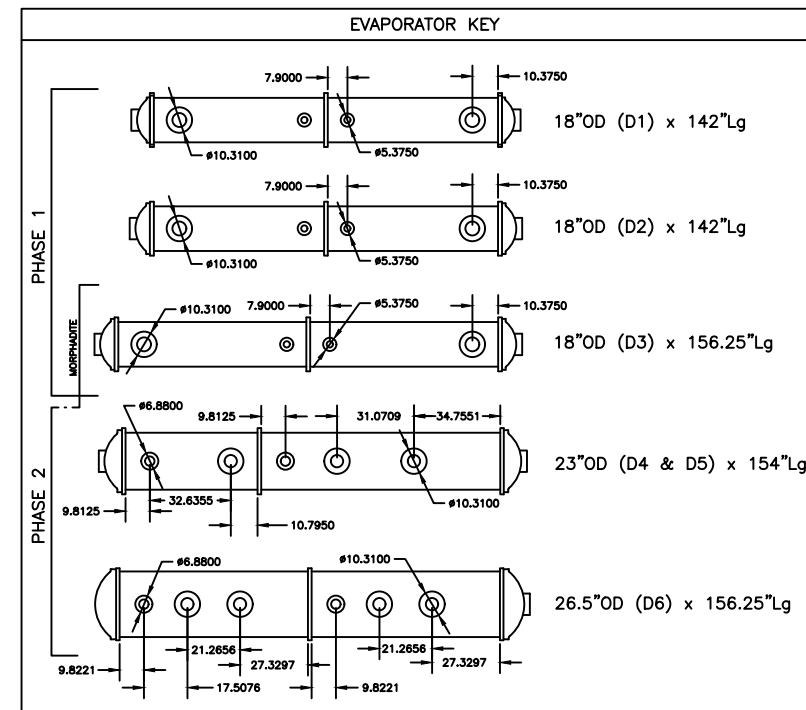 EVAPORATOR KEY
PHASE 1
7.9000
10.3750
ø10.3100
ø5.3750
18"OD (D1) x 142"Lg
7.9000
10.3750
ø10.3100
ø5.3750
18"OD (D2) x 142"Lg
MORPHADITE
ø10.3100
7.9000
ø5.3750
10.3750
18"OD (D3) x 156.25"Lg
PHASE 2
ø6.8800
9.8125
31.0709
34.7551
32.6355
ø10.3100
9.8125
10.7950
23"OD (D4 & D5) x 154"Lg
ø6.8800
ø10.3100
26.5"OD (D6) x 156.25"Lg
21.2656
21.2656
9.8221
27.3297
27.3297
17.5076
9.8221